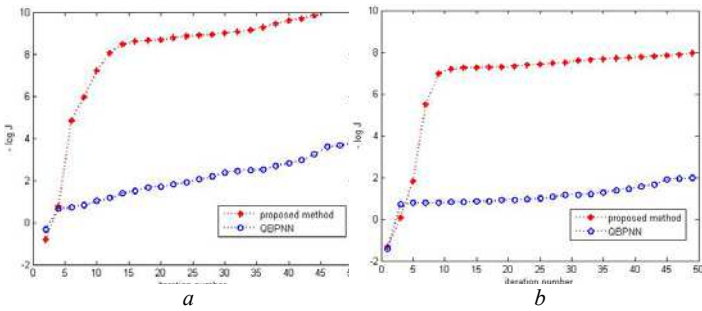 10
8
6
4
2
0
-2
- log J
0 5 10 15 20 25 30 35 40 45
proposed method
QBPNN
iteration number
a
10
8
6
4
2
0
-2
- log J
0 5 10 15 20 25 30 35 40 45 50
proposed method
QBPNN
iteration number
b